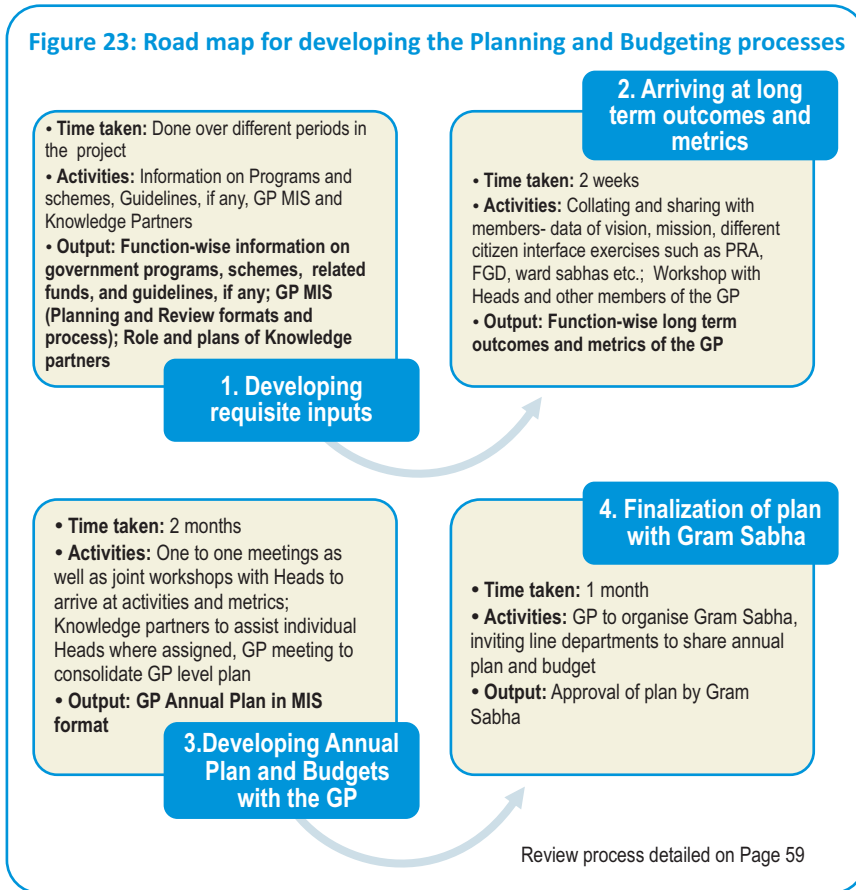 Figure 23: Road map for developing the Planning and Budgeting processes
• Time taken: Done over different periods in
the project
• Activities: Information on Programs and
schemes, Guidelines, if any, GP MIS and
Knowledge Partners
• Output: Function-wise information on
government programs, schemes, related
funds, and guidelines, if any; GP MIS
(Planning and Review formats and
process); Role and plans of Knowledge
partners
1. Developing
requisite inputs
2. Arriving at long
term outcomes and
metrics
• Time taken: 2 weeks
• Activities: Collating and sharing with
members- data of vision, mission, different
citizen interface exercises such as PRA,
FGD, ward sabhas etc.; Workshop with
Heads and other members of the GP
• Output: Function-wise long term
outcomes and metrics of the GP
• Time taken: 2 months
• Activities: One to one meetings as
well as joint workshops with Heads to
arrive at activities and metrics;
Knowledge partners to assist individual
Heads where assigned, GP meeting to
consolidate GP level plan
• Output: GP Annual Plan in MIS
format
3.Developing Annual
Plan and Budgets
with the GP
4. Finalization of plan
with Gram Sabha
• Time taken: 1 month
• Activities: GP to organise Gram Sabha,
inviting line departments to share annual
plan and budget
• Output: Approval of plan by Gram
Sabha
Review process detailed on Page 59